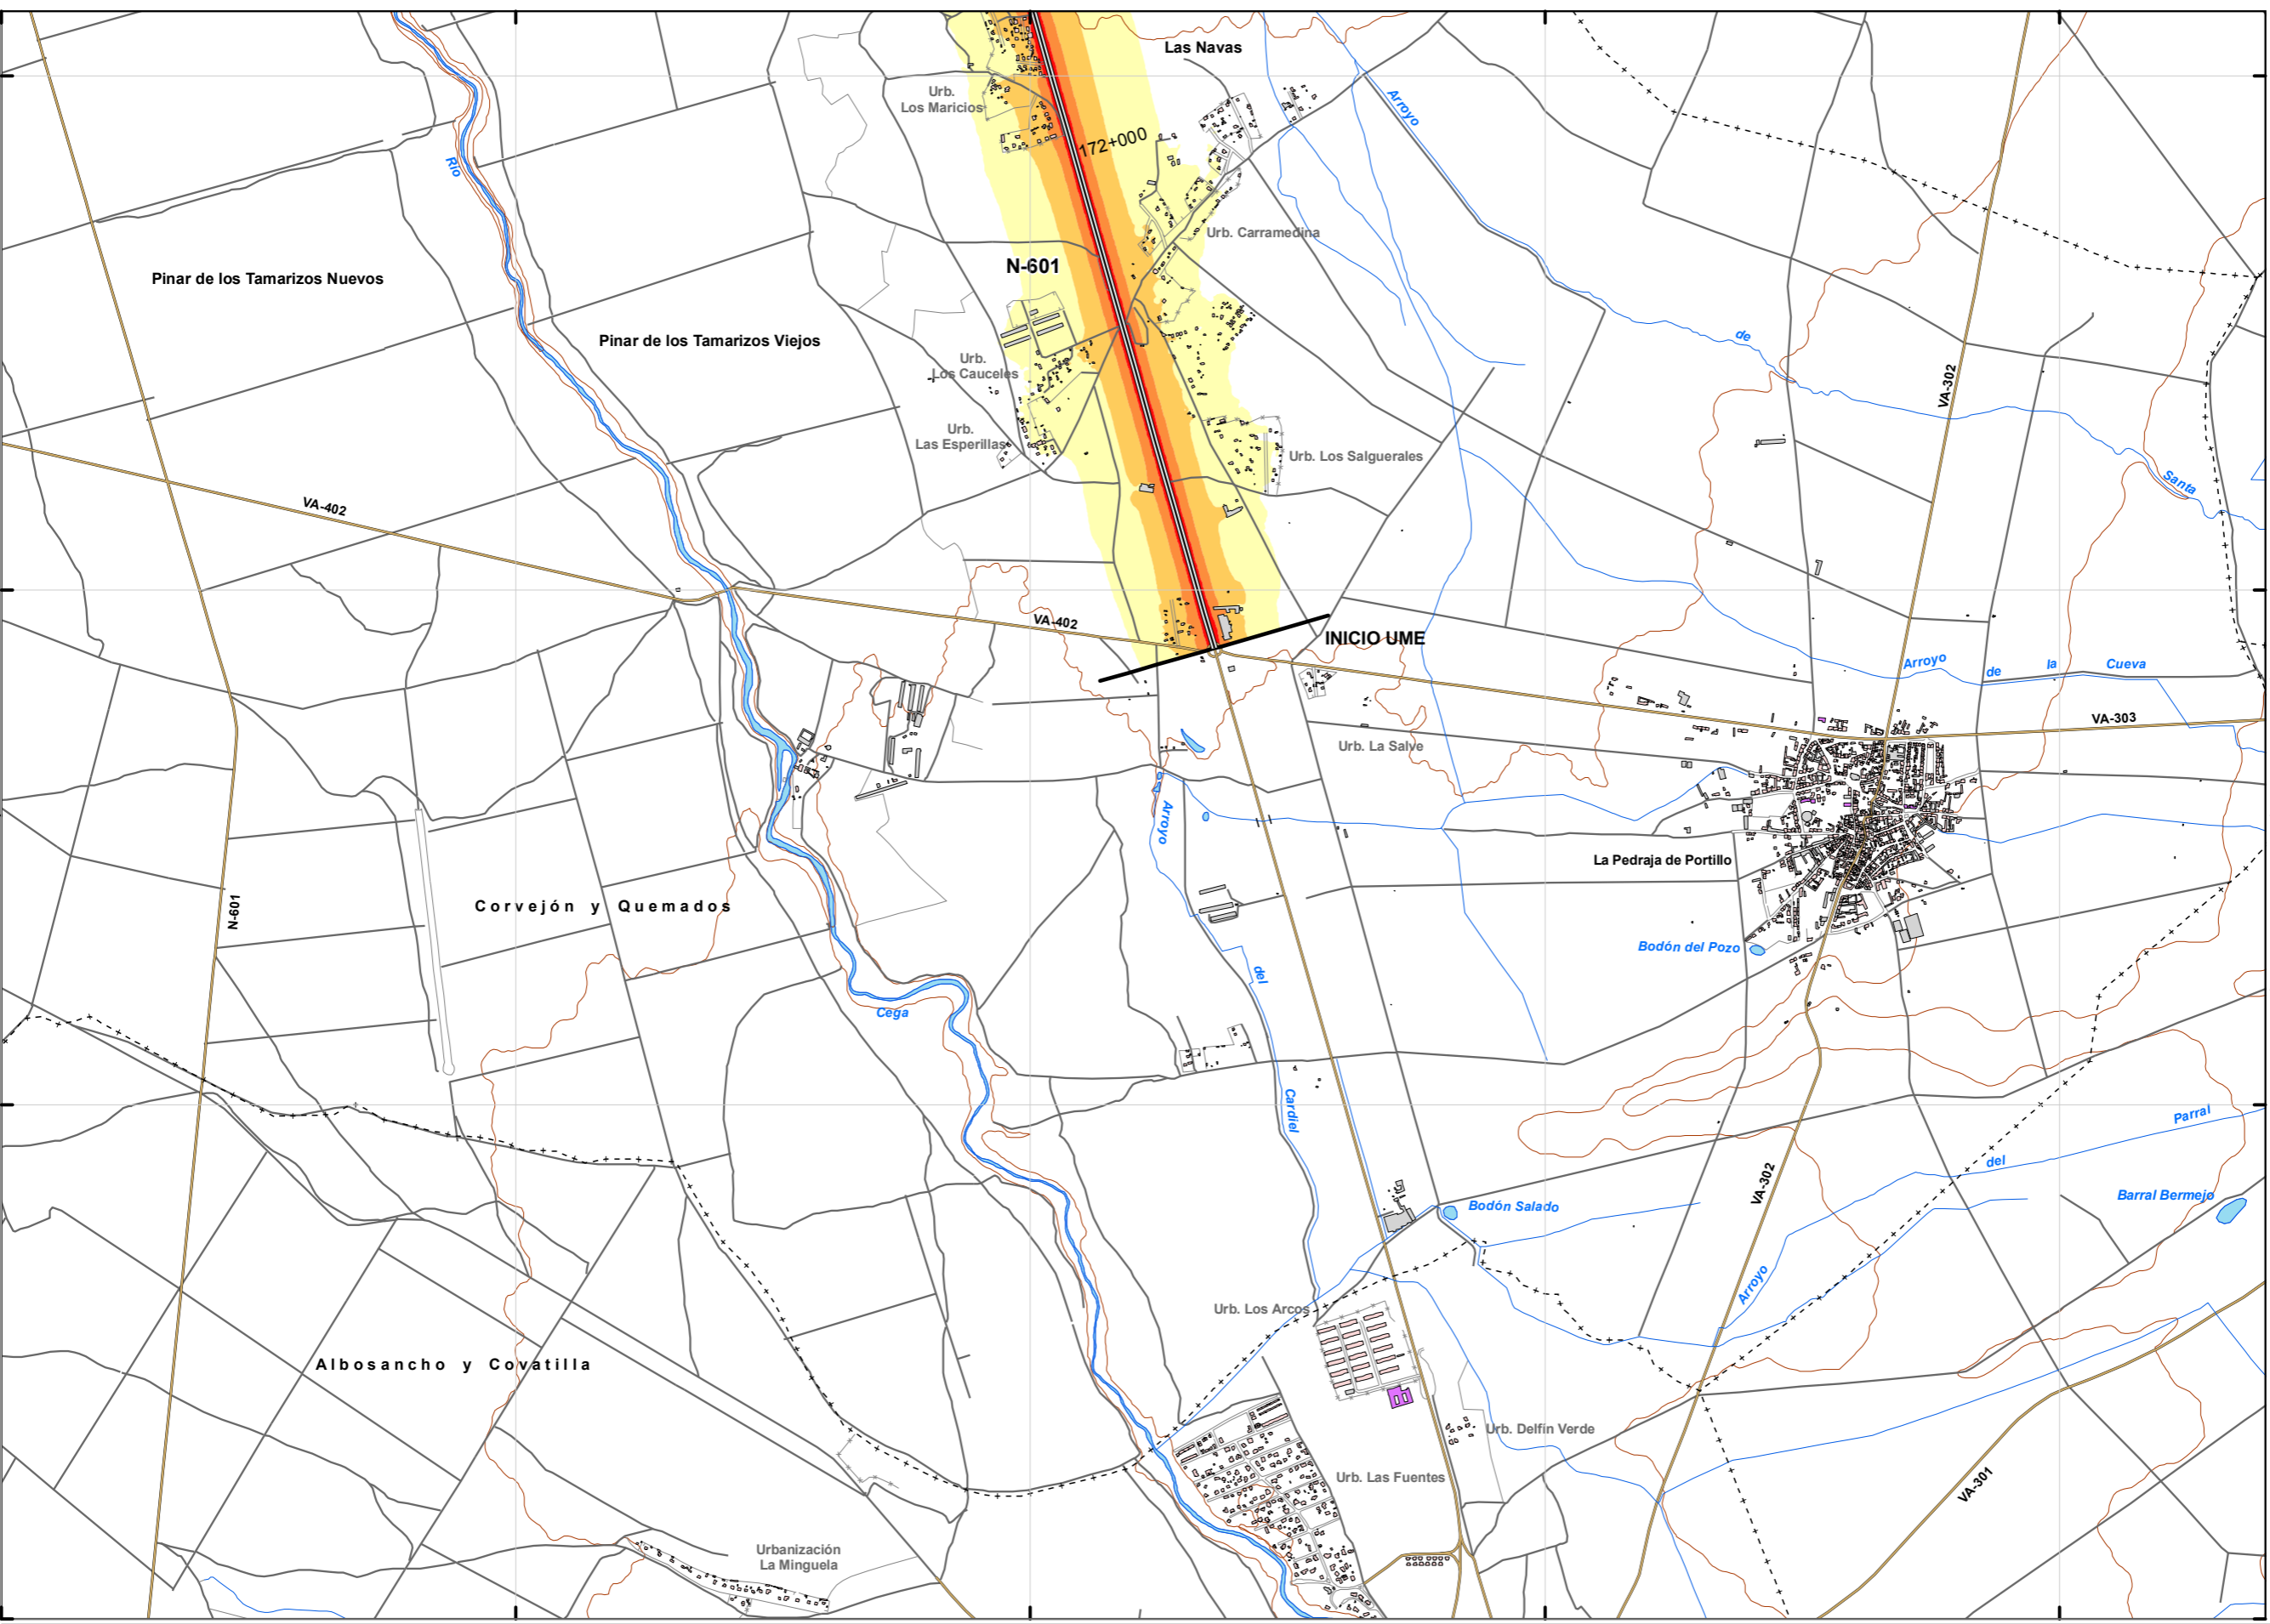 Las Navas
Urb.
Los Maricios
Arroyo
172+000
Río
Urb. Carramedina
N-601
Pinar de los Tamarizos Nuevos
Pinar de los Tamarizos Viejos
de
Urb.
Los Cauceles
VA-302
Urb.
Las Esperillas
Urb. Los Salguerales
Santa
VA-402
VA-402
INICIO UME
Arroyo
de
la
Cueva
VA-303
Urb. La Salve
Arroyo
La Pedraja de Portillo
N-601
Corvejón y Quemados
Bodón del Pozo
del
Cega
Cardiel
Parral
del
VA-302
Barral Bermejo
Bodón Salado
Arroyo
Urb. Los Arcos
Albosancho y Covatilla
Urb. Delfín Verde
Urb. Las Fuentes
VA-301
Urbanización
La Minguela